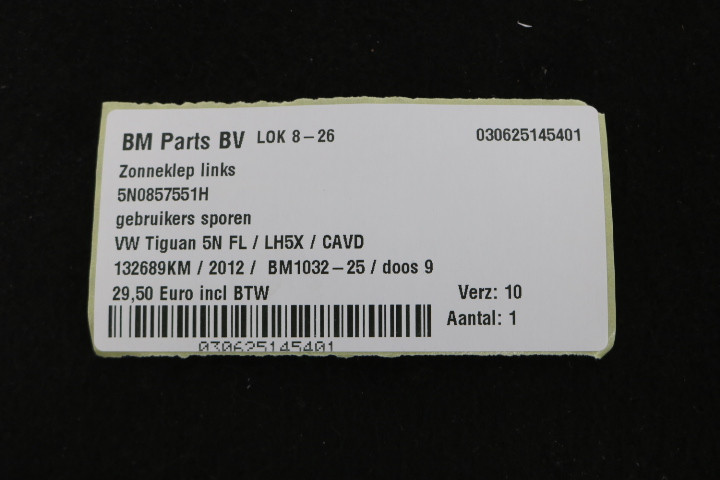 BM Parts BV LOK 8-26 030625145401
Zonneklep links
5N0857551H
gebruikers sporen
VW Tiguan 5N FL / LH5X / CAVD
132689KM / 2012 / BM1032-25 / doos 9
29,50 Euro incl BTW Verz: 10
Aantal: 1
030625145401